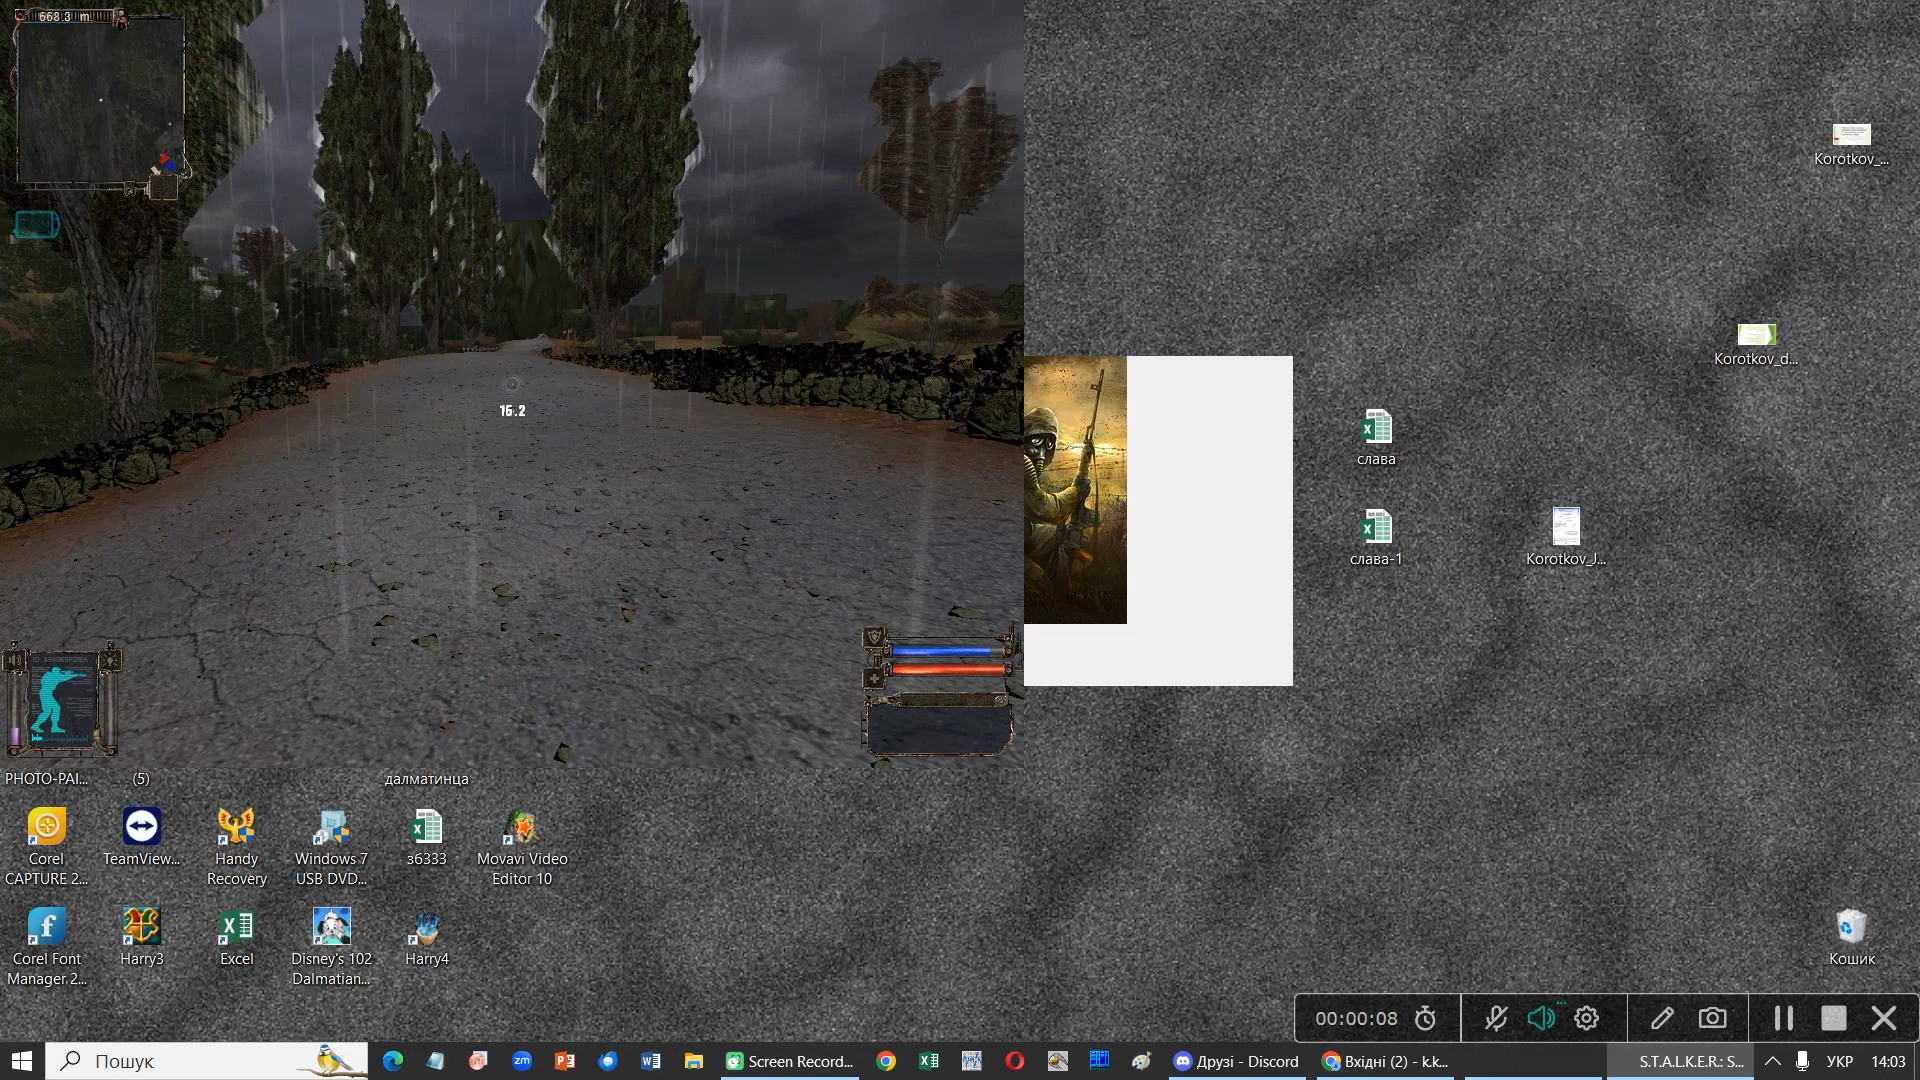 668.3 m.
16.2
Korotkov_...
Korotkov_d...
слава
слава-1
Korotkov_J...
PHOTO-PAI...
(5)
далматинца
Corel
CAPTURE 2...
TeamView...
Handy
Recovery
Windows 7
USB DVD...
з6333
Movavi Video
Editor 10
Corel Font
Manager 2...
Harry3
Excel
Disney's 102
Dalmatian...
Harry4
Кошик
00:00:08
Пошук
Screen Record...
Друзі - Discord
Вхідні (2) - k.k...
S.T.A.L.K.E.R.: S...
УКР
14:03